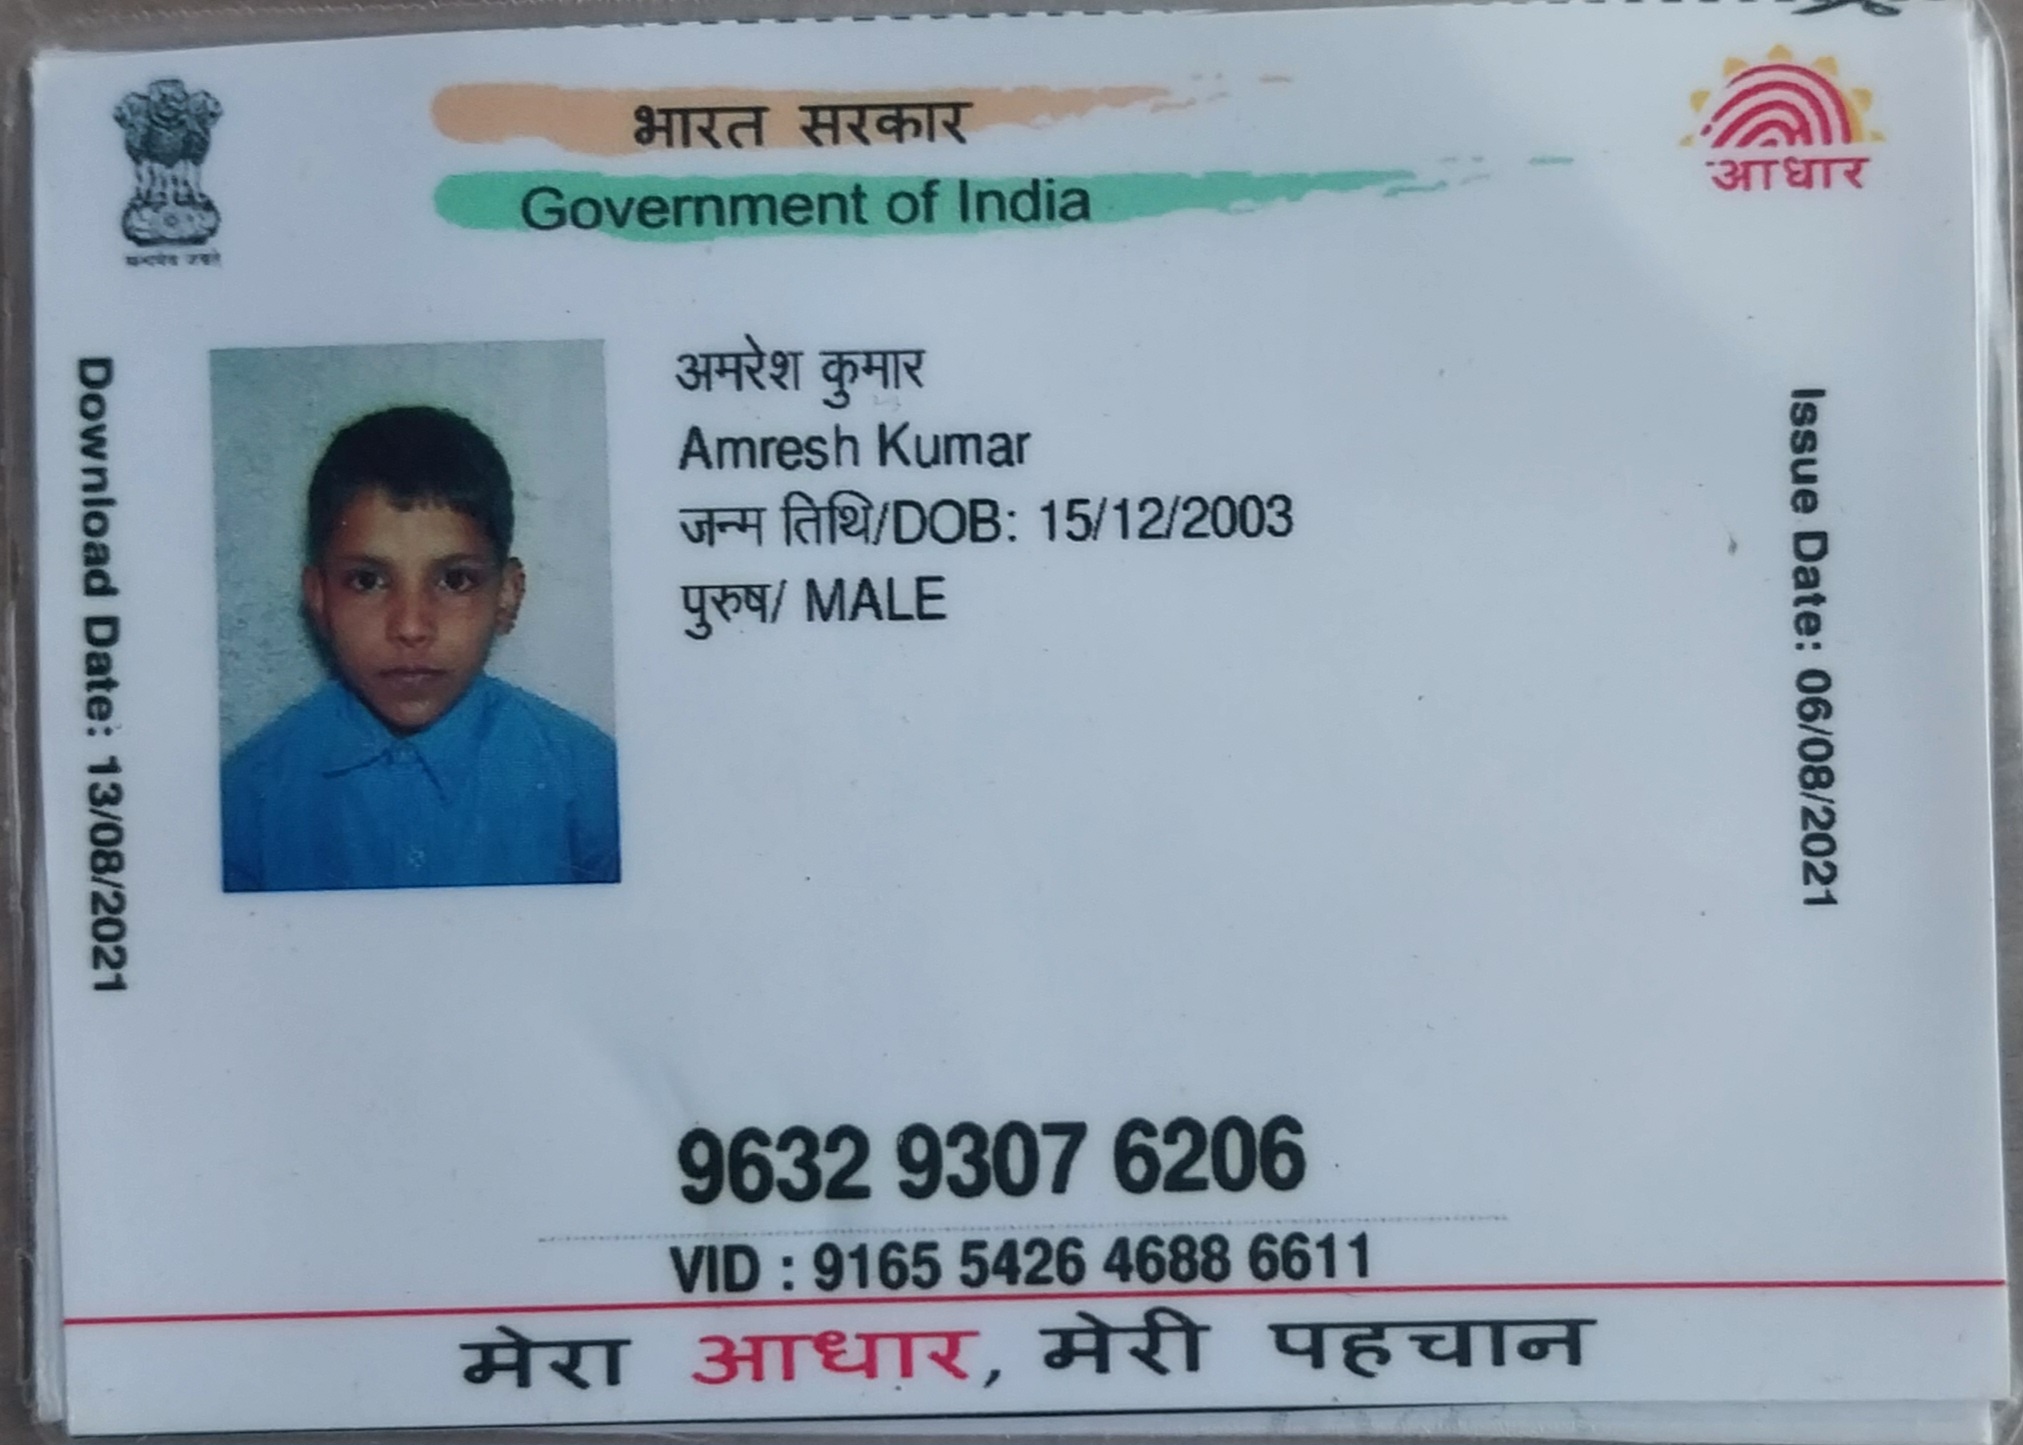 भारत सरकार
Government of India
आधार
Download Date: 13/08/2021
अमरेश कुमार
Amresh Kumar
जन्म तिथि/DOB: 15/12/2003
पुरुष/ MALE
Issue Date: 06/08/2021
9632 9307 6206
VID : 9165 5426 4688 6611
मेरा आधार, मेरी पहचान